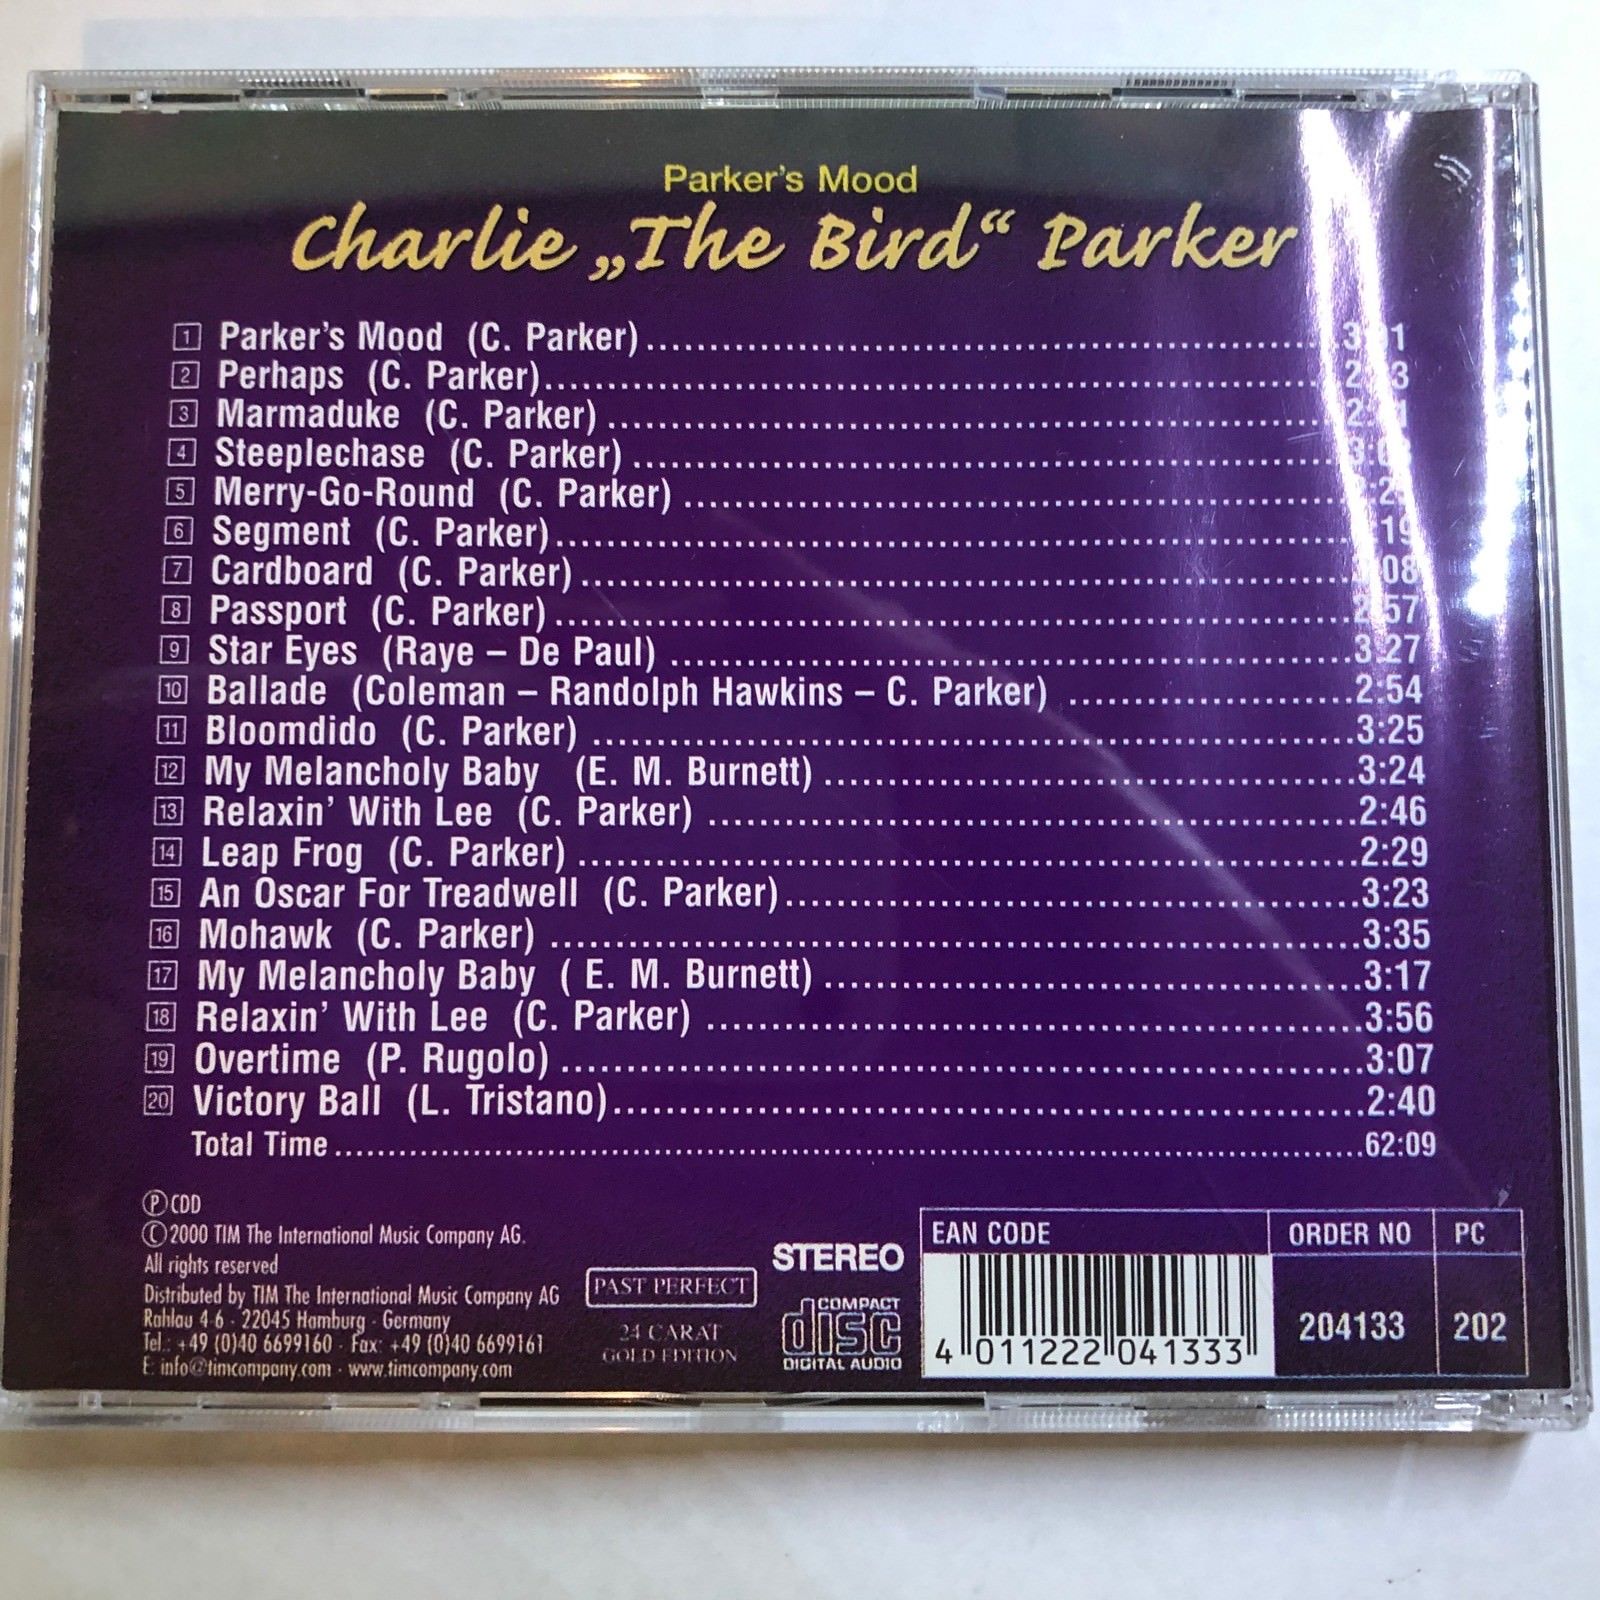 Parker's Mood
Charlie „The Bird“ Parker
1 Parker's Mood (C. Parker)
2 Perhaps (C. Parker)
3 Marmaduke (C. Parker)
4 Steeplechase (C. Parker)
5 Merry-Go-Round (C. Parker)
6 Segment (C. Parker)
7 Cardboard (C. Parker)
8 Passport (C. Parker)........2:57
9 Star Eyes (Raye – De Paul)........3:27
10 Ballade (Coleman – Randolph Hawkins – C. Parker)........2:54
11 Bloomdido (C. Parker)........3:25
12 My Melancholy Baby (E. M. Burnett)........3:24
13 Relaxin' With Lee (C. Parker)........2:46
14 Leap Frog (C. Parker)........2:29
15 An Oscar For Treadwell (C. Parker)........3:23
16 Mohawk (C. Parker)........3:35
17 My Melancholy Baby ( E. M. Burnett)........3:17
18 Relaxin' With Lee (C. Parker)........3:56
19 Overtime (P. Rugolo)........3:07
20 Victory Ball (L. Tristano)........2:40
Total Time........62:09
Ⓟ CDD
© 2000 TIM The International Music Company AG.
All rights reserved
Distributed by TIM The International Music Company AG
Rahlau 4-6 · 22045 Hamburg · Germany
Tel.: +49 (0)40 6699160 · Fax: +49 (0)40 6699161
E: info@timcompany.com · www.timcompany.com
PAST PERFECT
24 CARAT
GOLD EDITION
STEREO
COMPACT
disc
DIGITAL AUDIO
EAN CODE
4 011222 041333
ORDER NO
204133
PC
202